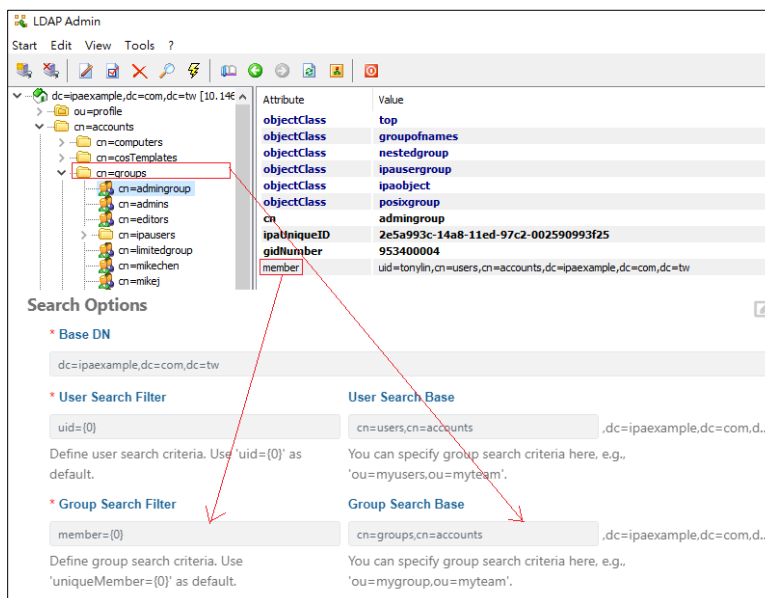 LDAP Admin
Start Edit View Tools ?
dc=ipaexample,dc=com,dc=tw [10.146
ou=profile
cn=accounts
cn=computers
cn=cosTemplates
cn=groups
cn=admingroup
cn=admins
cn=editors
cn=ipausers
cn=limitedgroup
cn=mikechen
cn=mikej
Attribute Value
objectClass top
objectClass groupofnames
objectClass nestedgroup
objectClass ipausergroup
objectClass ipaobject
objectClass posixgroup
cn admingroup
ipaUniqueID 2e5a993c-14a8-11ed-97c2-002590993f25
gidNumber 953400004
member uid=tonylin,cn=users,cn=accounts,dc=ipaexample,dc=com,dc=tw
Search Options
* Base DN
dc=ipaexample,dc=com,dc=tw
* User Search Filter User Search Base
uid={0} cn=users,cn=accounts ,dc=ipaexample,dc=com,d...
Define user search criteria. Use 'uid={0}' as You can specify group search criteria here, e.g.,
default. 'ou=myusers,ou=myteam'.
* Group Search Filter Group Search Base
member={0} cn=groups,cn=accounts ,dc=ipaexample,dc=com,d...
Define group search criteria. Use You can specify group search criteria here, e.g.,
'uniqueMember={0}' as default. 'ou=mygroup,ou=myteam'.